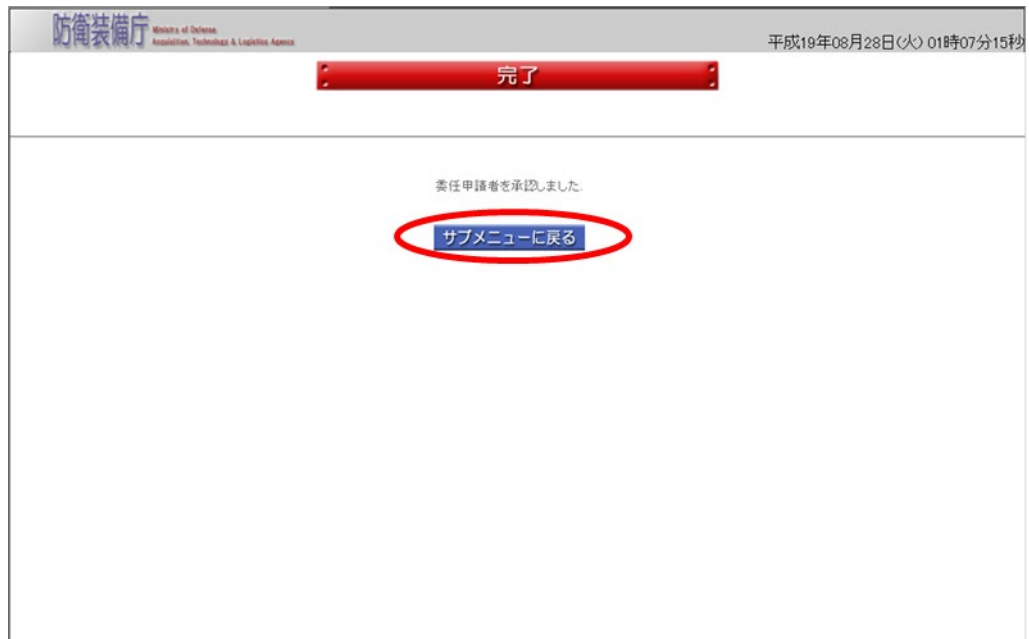 防衛装備庁
Ministry of Defense
Acquisition, Technology & Logistics Agency
平成19年08月28日(火) 01時07分15秒
完了
委任申請者を承認しました.
サブメニューに戻る